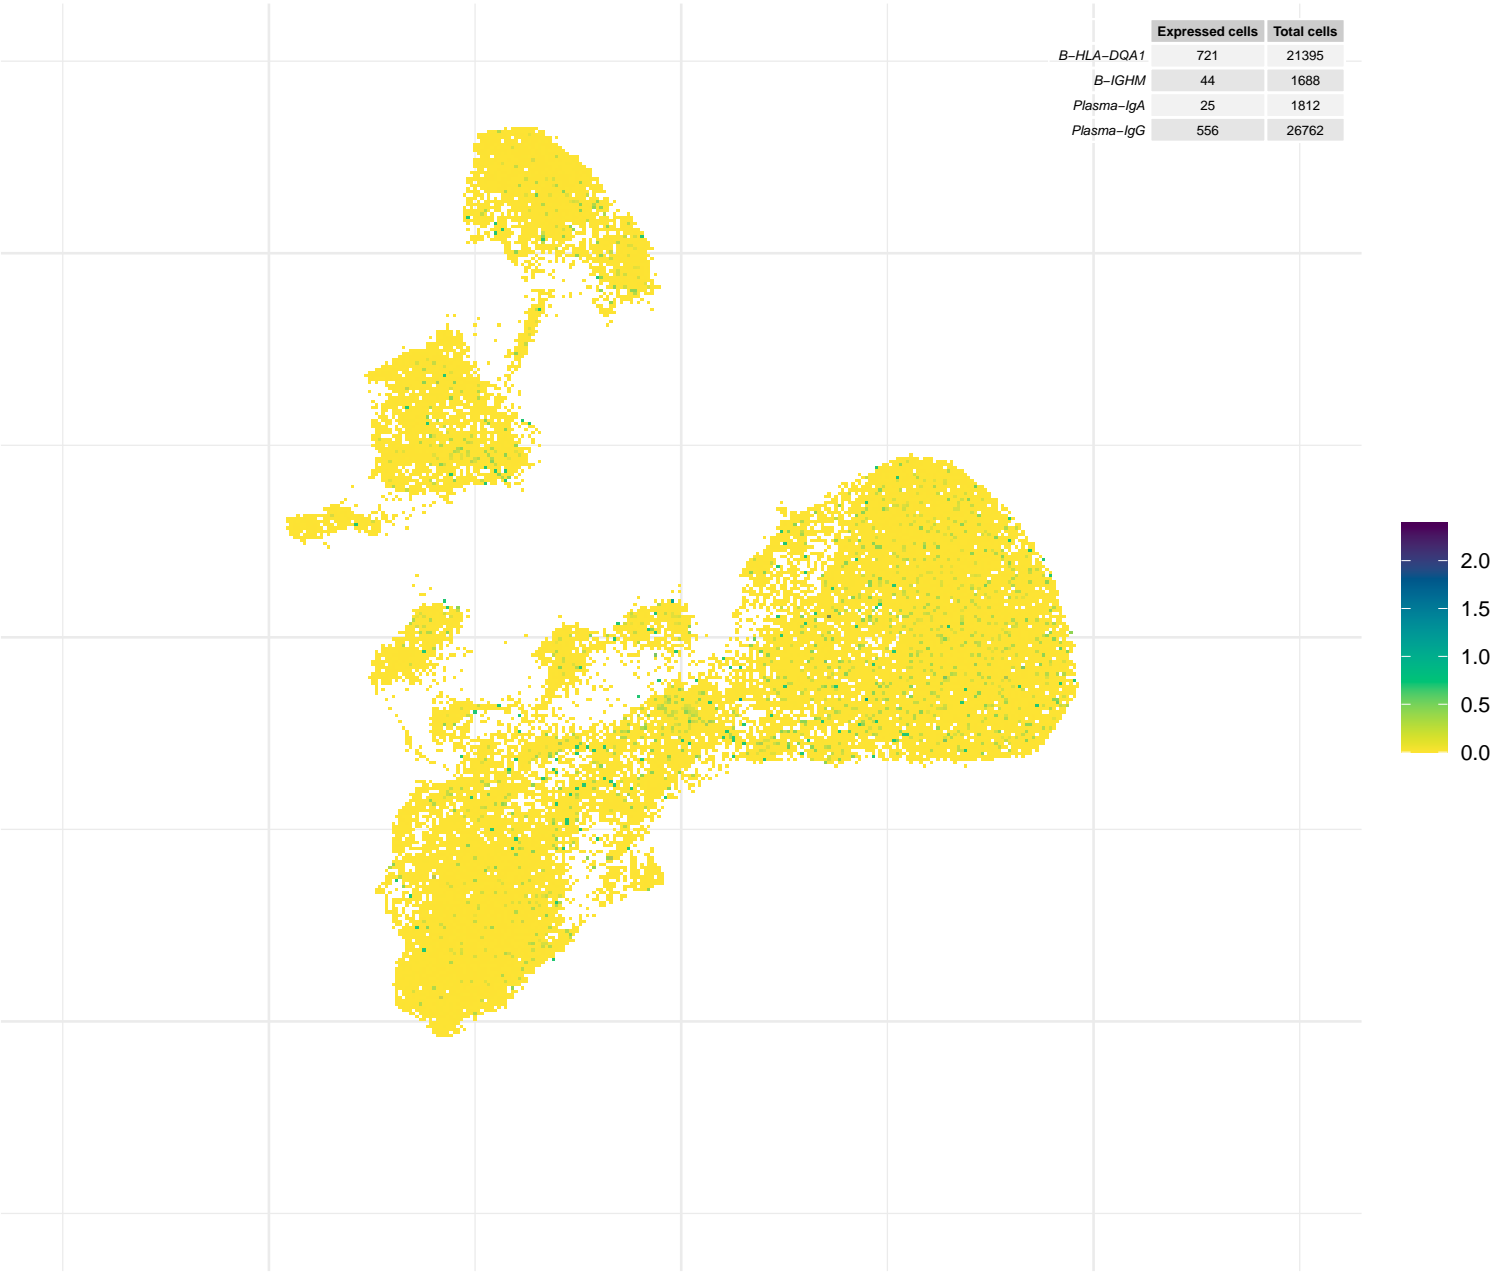 Expressed cells Total cells
B−HLA−DQA1 721 21395
B−IGHM 44 1688
Plasma−IgA 25 1812
Plasma−IgG 556 26762
2.0
1.5
1.0
0.5
0.0